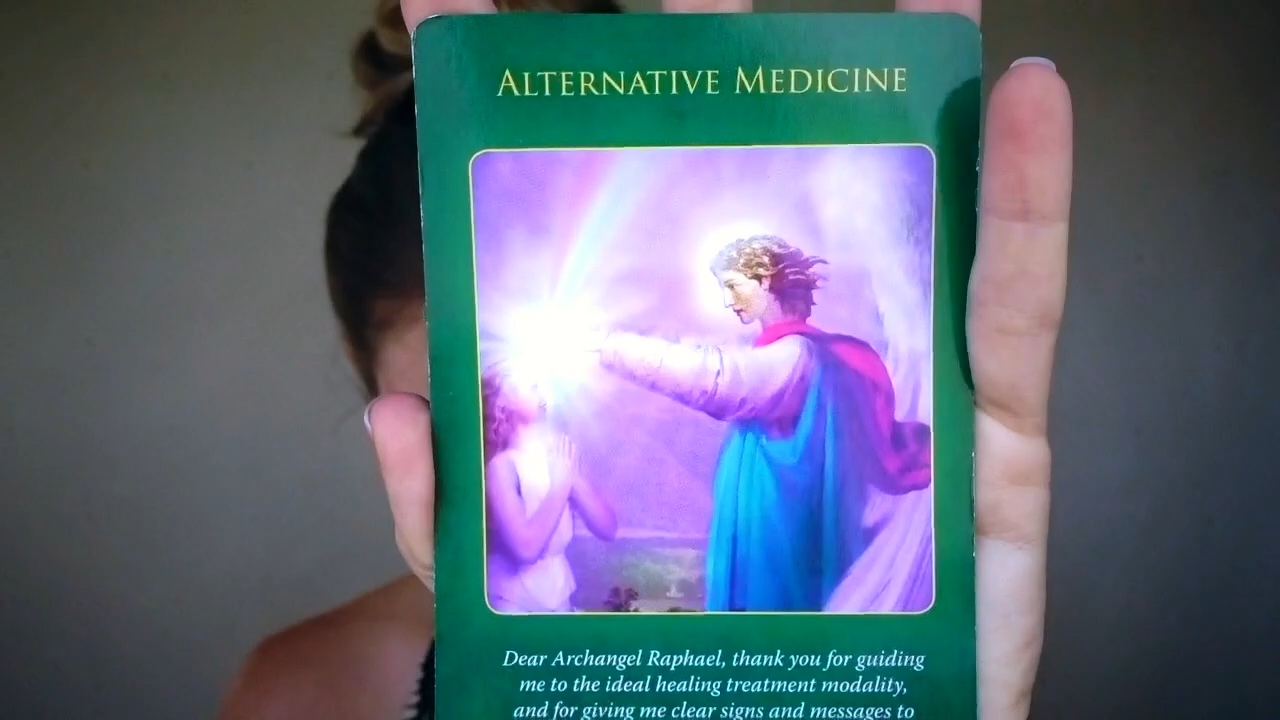 ALTERNATIVE MEDICINE
Dear Archangel Raphael, thank you for guiding
me to the ideal healing treatment modality,
and for giving me clear signs and messages to